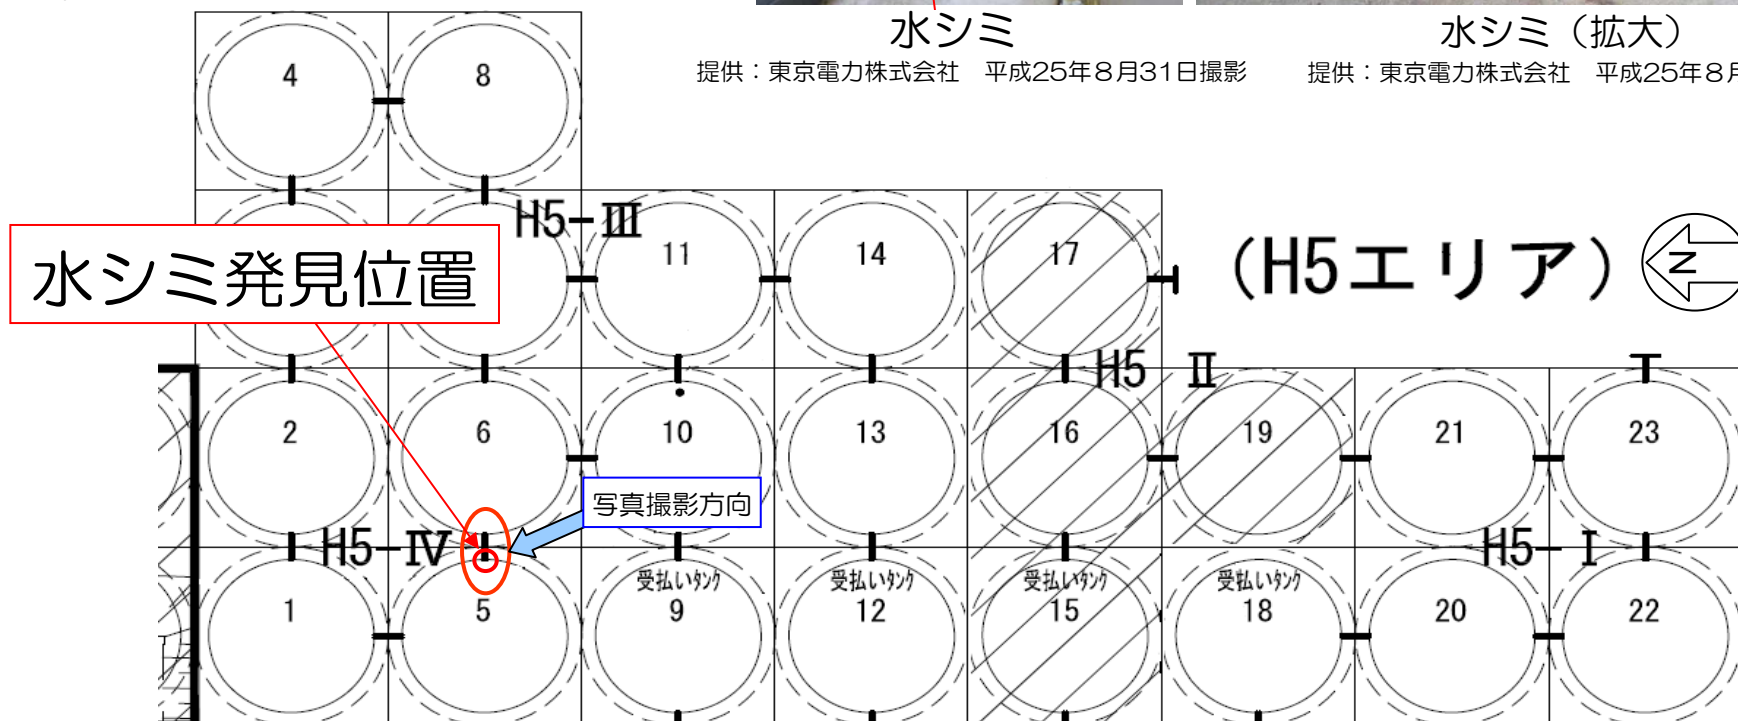 水シミ
水シミ（拡大）
提供：東京電力株式会社　平成25年８月31日撮影
提供：東京電力株式会社　平成25年８月
4
8
H5-Ⅲ
11
14
17
（H5エリア）
N
水シミ発見位置
H5 Ⅱ
2
6
10
13
16
19
21
23
写真撮影方向
H5-Ⅳ
H5-Ⅰ
受払いタンク
受払いタンク
受払いタンク
受払いタンク
1
5
9
12
15
18
20
22